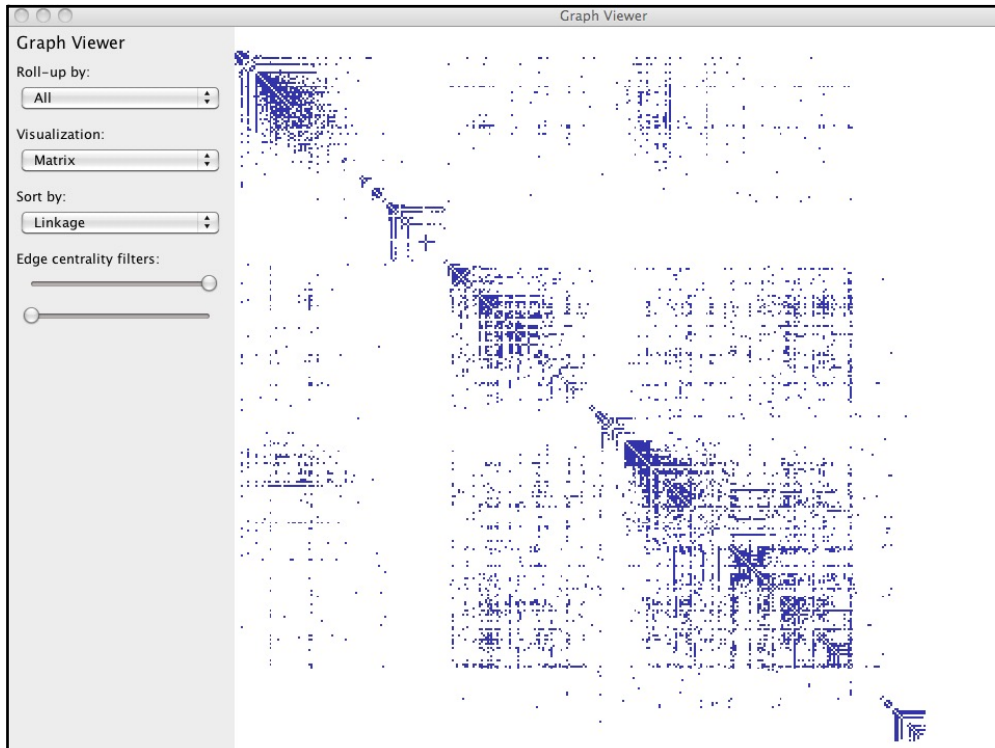 Graph Viewer
Graph Viewer
Roll-up by:
All
Visualization:
Matrix
Sort by:
Linkage
Edge centrality filters: